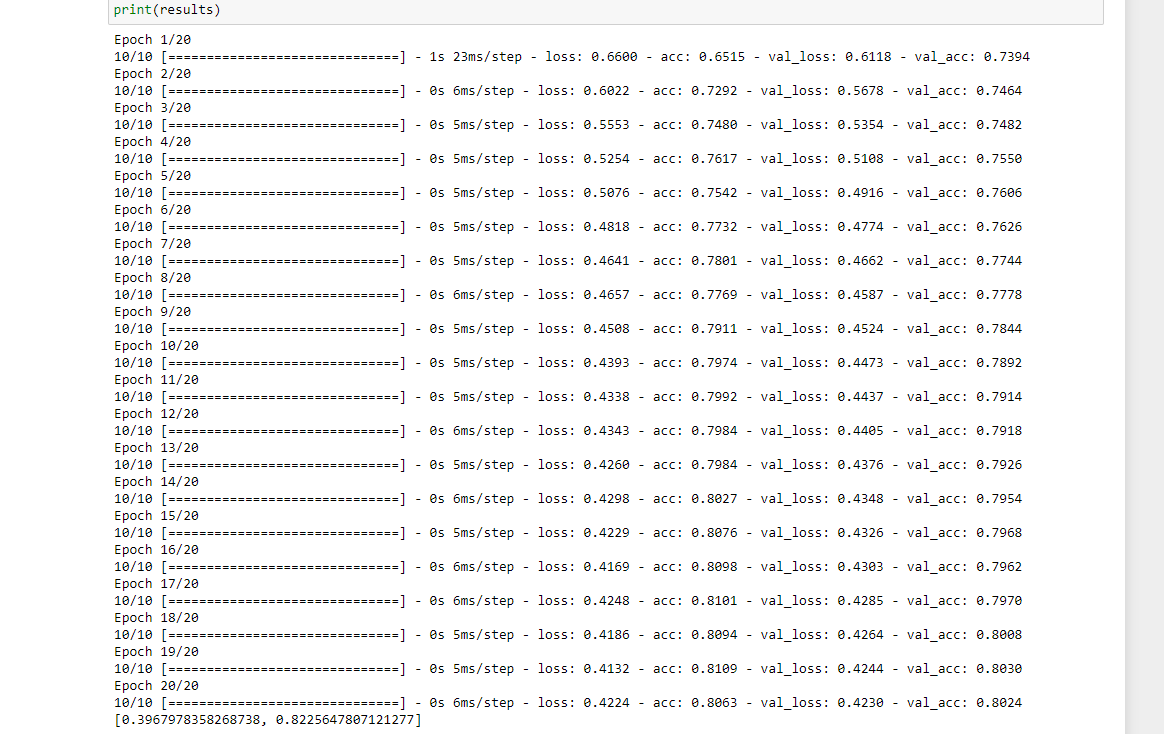 print(results)
Epoch 1/20
10/10 [==============================] - 1s 23ms/step - loss: 0.6600 - acc: 0.6515 - val_loss: 0.6118 - val_acc: 0.7394
Epoch 2/20
10/10 [==============================] - 0s 6ms/step - loss: 0.6022 - acc: 0.7292 - val_loss: 0.5678 - val_acc: 0.7464
Epoch 3/20
10/10 [==============================] - 0s 5ms/step - loss: 0.5553 - acc: 0.7480 - val_loss: 0.5354 - val_acc: 0.7482
Epoch 4/20
10/10 [==============================] - 0s 5ms/step - loss: 0.5254 - acc: 0.7617 - val_loss: 0.5108 - val_acc: 0.7550
Epoch 5/20
10/10 [==============================] - 0s 5ms/step - loss: 0.5076 - acc: 0.7542 - val_loss: 0.4916 - val_acc: 0.7606
Epoch 6/20
10/10 [==============================] - 0s 5ms/step - loss: 0.4818 - acc: 0.7732 - val_loss: 0.4774 - val_acc: 0.7626
Epoch 7/20
10/10 [==============================] - 0s 5ms/step - loss: 0.4641 - acc: 0.7801 - val_loss: 0.4662 - val_acc: 0.7744
Epoch 8/20
10/10 [==============================] - 0s 6ms/step - loss: 0.4657 - acc: 0.7769 - val_loss: 0.4587 - val_acc: 0.7778
Epoch 9/20
10/10 [==============================] - 0s 5ms/step - loss: 0.4508 - acc: 0.7911 - val_loss: 0.4524 - val_acc: 0.7844
Epoch 10/20
10/10 [==============================] - 0s 5ms/step - loss: 0.4393 - acc: 0.7974 - val_loss: 0.4473 - val_acc: 0.7892
Epoch 11/20
10/10 [==============================] - 0s 5ms/step - loss: 0.4338 - acc: 0.7992 - val_loss: 0.4437 - val_acc: 0.7914
Epoch 12/20
10/10 [==============================] - 0s 6ms/step - loss: 0.4343 - acc: 0.7984 - val_loss: 0.4405 - val_acc: 0.7918
Epoch 13/20
10/10 [==============================] - 0s 5ms/step - loss: 0.4260 - acc: 0.7984 - val_loss: 0.4376 - val_acc: 0.7926
Epoch 14/20
10/10 [==============================] - 0s 6ms/step - loss: 0.4298 - acc: 0.8027 - val_loss: 0.4348 - val_acc: 0.7954
Epoch 15/20
10/10 [==============================] - 0s 5ms/step - loss: 0.4229 - acc: 0.8076 - val_loss: 0.4326 - val_acc: 0.7968
Epoch 16/20
10/10 [==============================] - 0s 6ms/step - loss: 0.4169 - acc: 0.8098 - val_loss: 0.4303 - val_acc: 0.7962
Epoch 17/20
10/10 [==============================] - 0s 6ms/step - loss: 0.4248 - acc: 0.8101 - val_loss: 0.4285 - val_acc: 0.7970
Epoch 18/20
10/10 [==============================] - 0s 5ms/step - loss: 0.4186 - acc: 0.8094 - val_loss: 0.4264 - val_acc: 0.8008
Epoch 19/20
10/10 [==============================] - 0s 5ms/step - loss: 0.4132 - acc: 0.8109 - val_loss: 0.4244 - val_acc: 0.8030
Epoch 20/20
10/10 [==============================] - 0s 6ms/step - loss: 0.4224 - acc: 0.8063 - val_loss: 0.4230 - val_acc: 0.8024
[0.3967978358268738, 0.8225647807121277]